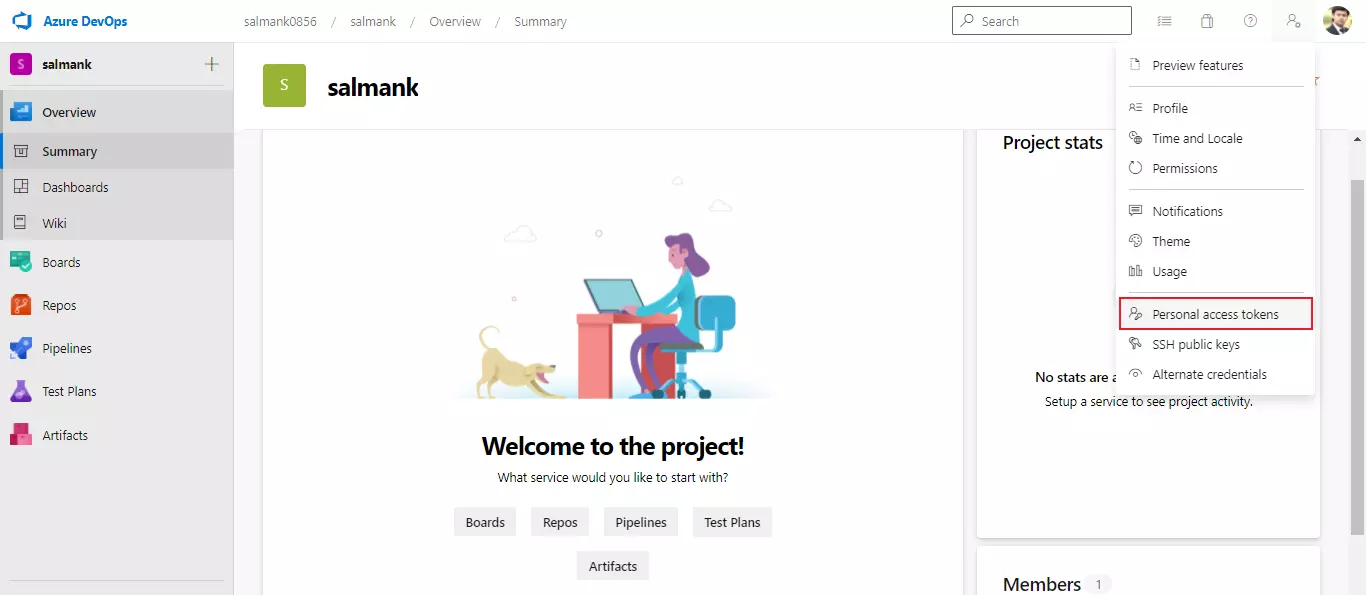 Azure DevOps
salmank0856 / salmank / Overview / Summary
Search
S
salmank
Overview
Summary
Dashboards
Wiki
Boards
Repos
Pipelines
Test Plans
Artifacts
S
salmank
Welcome to the project!
What service would you like to start with?
Boards Repos Pipelines Test Plans
Artifacts
Project stats
No stats are a
Setup a service to see project activity.
Members 1
Preview features
Profile
Time and Locale
Permissions
Notifications
Theme
Usage
Personal access tokens
SSH public keys
Alternate credentials